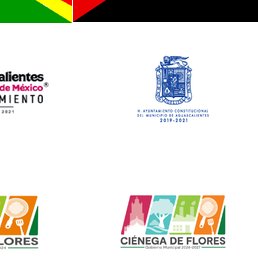 alientes
de México®
MIENTO
2021
H. AYUNTAMIENTO CONSTITUCIONAL
DEL MUNICIPIO DE AGUASCALIENTES
2019-2021
LORES
CIÉNEGA DE FLORES
Gobierno Municipal 2018-2021